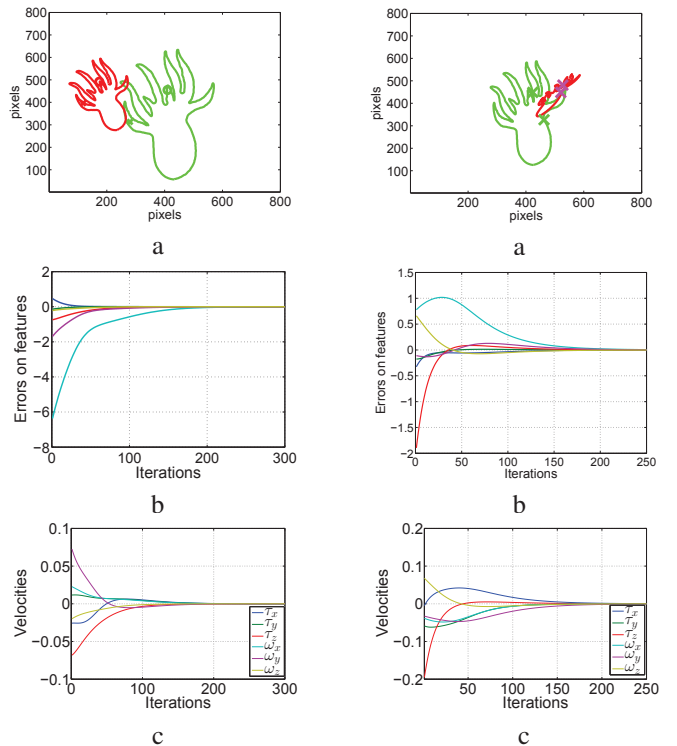 800
700
600
500
400
300
200
100
pixels
200
400
600
800
pixels
a
800
700
600
500
400
300
200
100
pixels
200
400
600
800
pixels
a
2
0
−2
−4
−6
−8
Errors on features
0
100
200
300
Iterations
b
1.5
1
0.5
0
−0.5
−1
−1.5
−2
Errors on features
0
50
100
150
200
250
Iterations
b
0.1
0.05
0
−0.05
−0.1
Velocities
τx
τy
τz
ωx
ωy
ωz
0
100
200
300
Iterations
c
0.2
0.1
0
−0.1
−0.2
Velocities
τx
τy
τz
ωx
ωy
ωz
50
100
150
200
250
Iterations
c